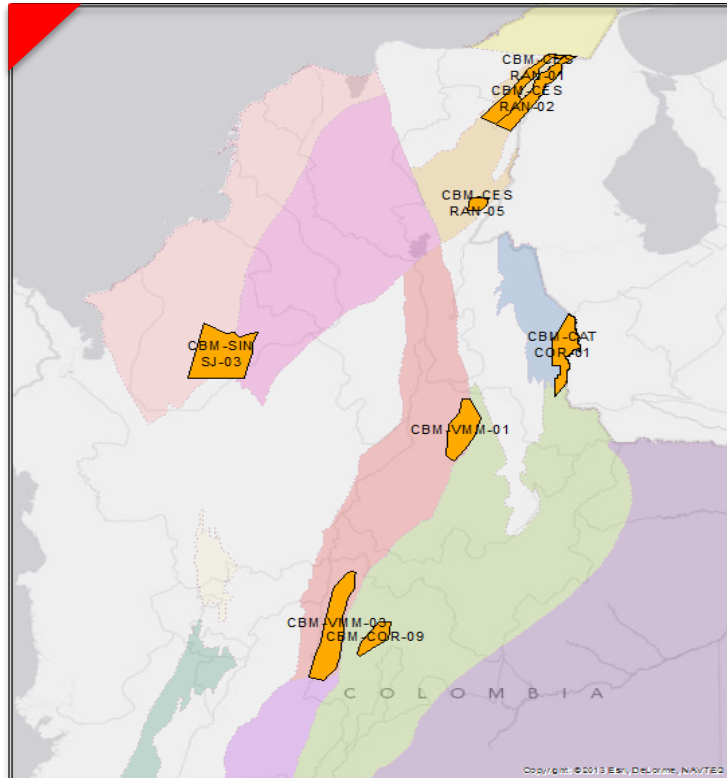 CBM-CES
RAN-01
CBM-CES
RAN-02
CBM-CES
RAN-05
CBM-SIN
SJ-03
CBM-CAT
COR-01
CBM-VMM-01
CBM-VMM-03
CBM-COR-09
COLOMBIA
Copyright: ©2013 Esri, DeLorme, NAVTEQ